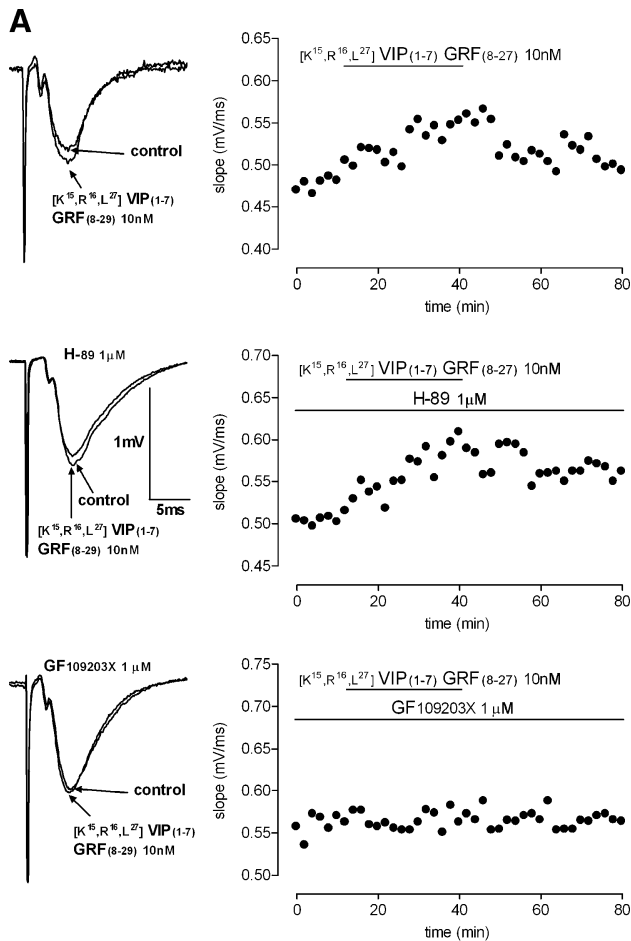 A
control
[K15,R16,L27] VIP(1-7)
GRF(8-29) 10nM
0.65
0.60
0.55
0.50
0.45
0.40
slope (mV/ms)
[K15,R16,L27] VIP(1-7) GRF(8-27) 10nM
0 20 40 60 80
time (min)
H-89 1μM
1mV
5ms
control
[K15,R16,L27] VIP(1-7)
GRF(8-29) 10nM
0.70
0.65
0.60
0.55
0.50
0.45
slope (mV/ms)
[K15,R16,L27] VIP(1-7) GRF(8-27) 10nM
H-89 1μM
0 20 40 60 80
time (min)
GF109203X 1 μM
control
[K15,R16,L27] VIP(1-7)
GRF(8-29) 10nM
0.75
0.70
0.65
0.60
0.55
0.50
slope (mV/ms)
[K15,R16,L27] VIP(1-7) GRF(8-27) 10nM
GF109203X 1 μM
0 20 40 60 80
time (min)